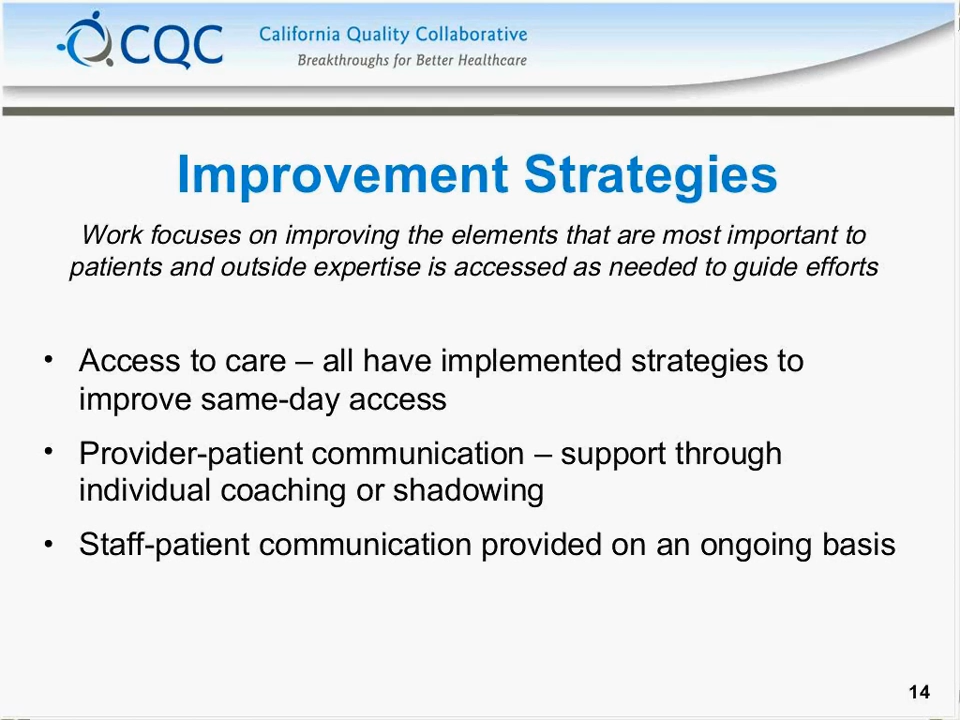 CQC
California Quality Collaborative
Breakthroughs for Better Healthcare
Improvement Strategies
Work focuses on improving the elements that are most important to
patients and outside expertise is accessed as needed to guide efforts
• Access to care – all have implemented strategies to
improve same-day access
• Provider-patient communication – support through
individual coaching or shadowing
• Staff-patient communication provided on an ongoing basis
14